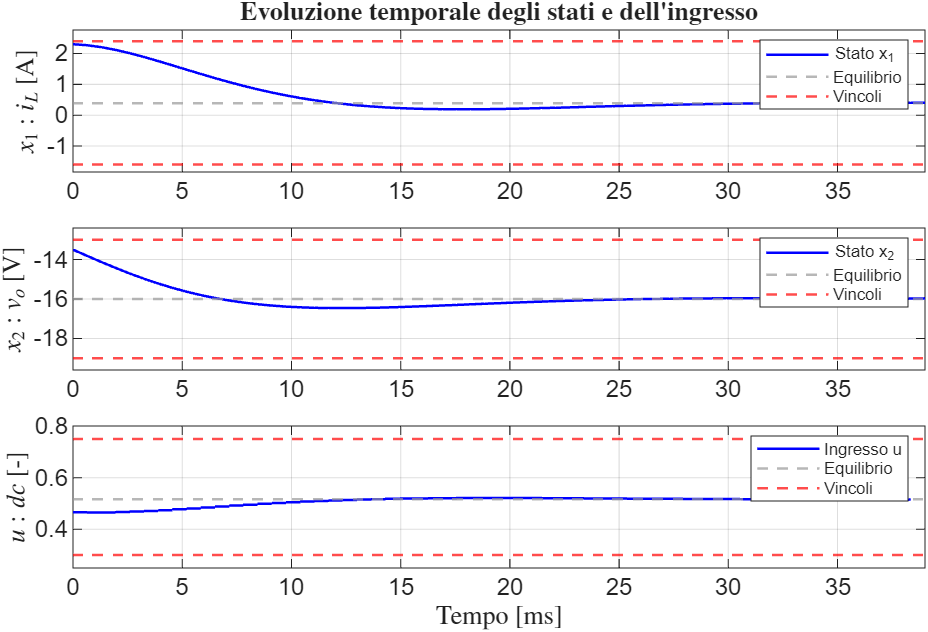 Evoluzione temporale degli stati e dell'ingresso
x1 : iL [A]
2
1
0
-1
0 5 10 15 20 25 30 35
Stato x1
Equilibrio
Vincoli
x2 : vo [V]
-14
-16
-18
0 5 10 15 20 25 30 35
Stato x2
Equilibrio
Vincoli
u : dc [-]
0.8
0.6
0.4
0 5 10 15 20 25 30 35
Ingresso u
Equilibrio
Vincoli
Tempo [ms]